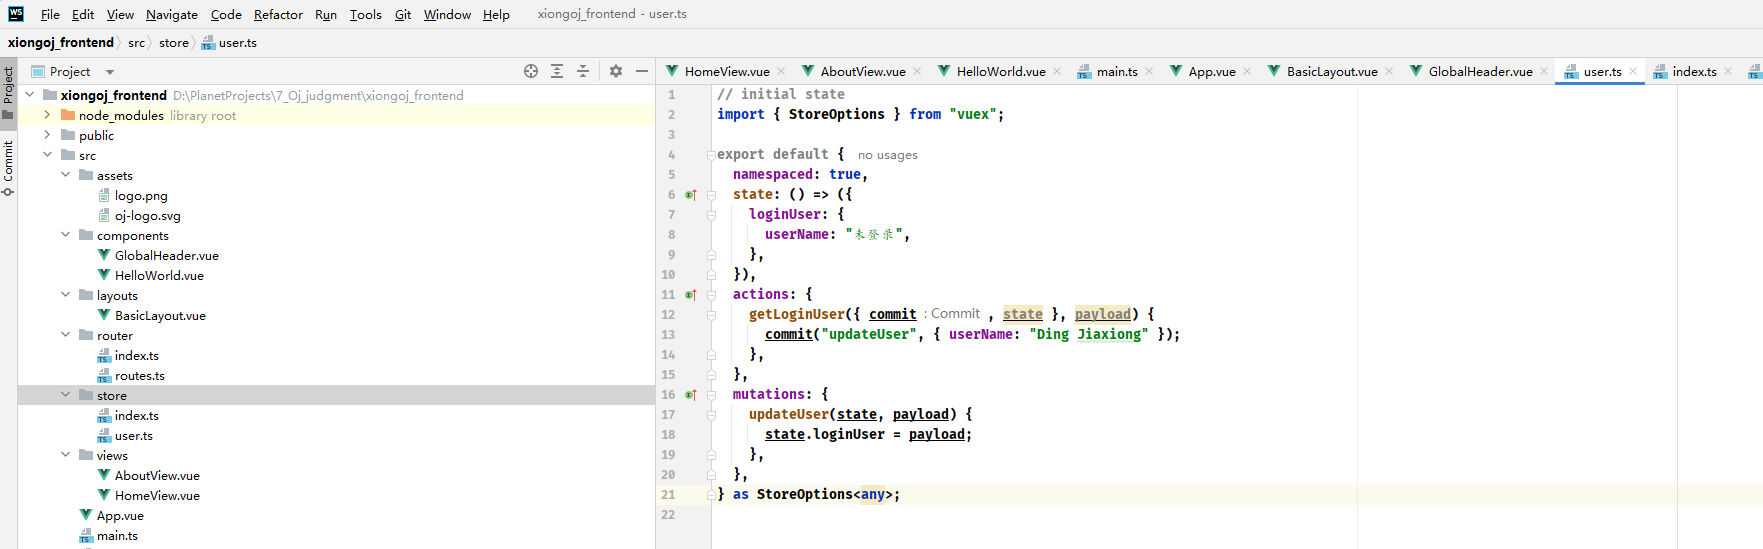 File Edit View Navigate Code Refactor Run Tools Git Window Help xiongoj_frontend - user.ts
xiongoj_frontend src store user.ts
Project
HomeView.vue AboutView.vue HelloWorld.vue main.ts App.vue BasicLayout.vue GlobalHeader.vue user.ts index.ts
Project
Commit
xiongoj_frontend D:\PlanetProjects\7_Oj_judgment\xiongoj_frontend
node_modules library root
public
src
assets
logo.png
oj-logo.svg
components
GlobalHeader.vue
HelloWorld.vue
layouts
BasicLayout.vue
router
index.ts
routes.ts
store
index.ts
user.ts
views
AboutView.vue
HomeView.vue
App.vue
main.ts
1 // initial state
2 import { StoreOptions } from "vuex";
3
4 export default { no usages
5 namespaced: true,
6 state: () => ({
7 loginUser: {
8 userName: "未登录",
9 },
10 }),
11 actions: {
12 getLoginUser({ commit : Commit , state }, payload) {
13 commit("updateUser", { userName: "Ding Jiaxiong" });
14 },
15 },
16 mutations: {
17 updateUser(state, payload) {
18 state.loginUser = payload;
19 },
20 },
21 } as StoreOptions<any>;
22